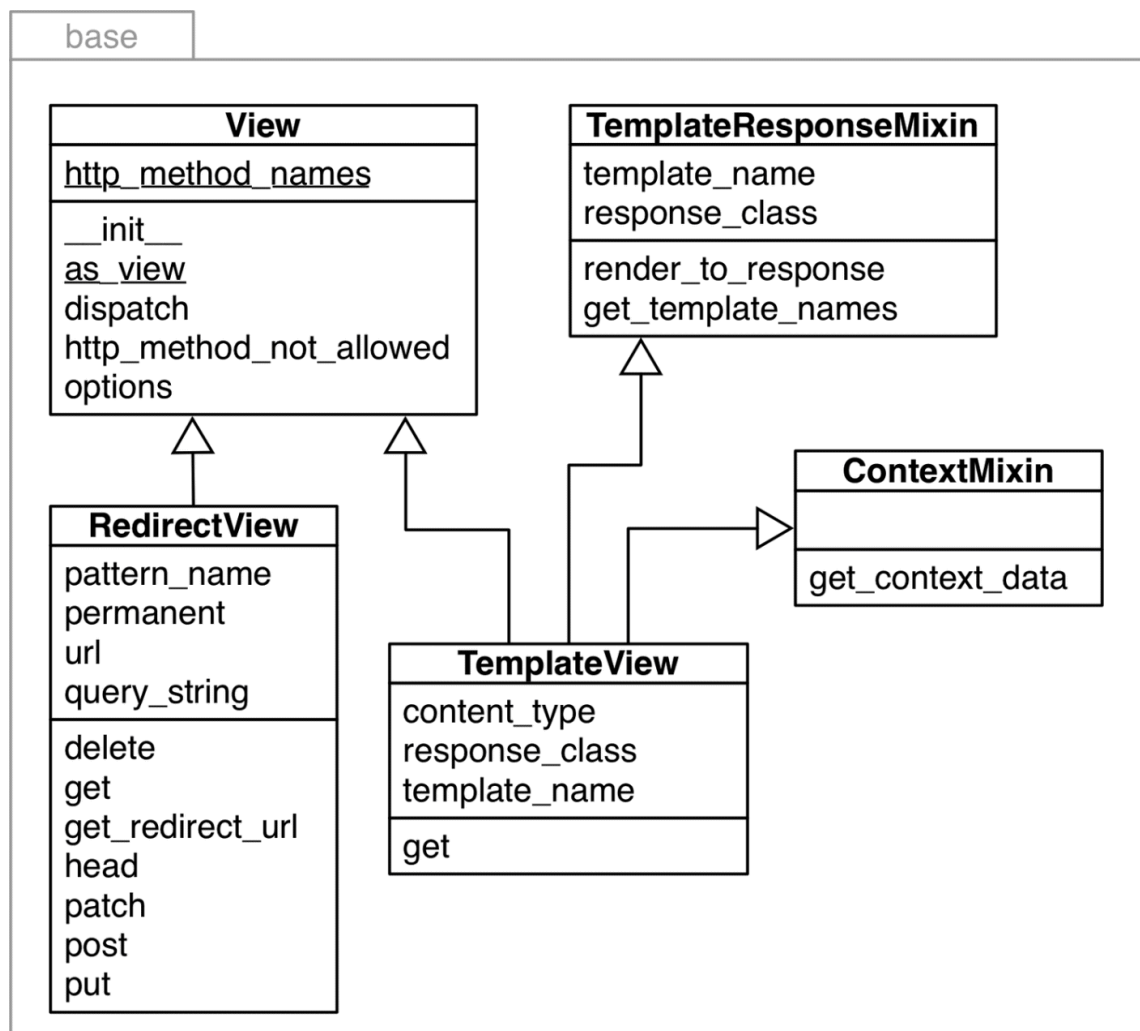 base
View
http_method_names
__init__
as_view
dispatch
http_method_not_allowed
options
TemplateResponseMixin
template_name
response_class
render_to_response
get_template_names
ContextMixin
get_context_data
RedirectView
pattern_name
permanent
url
query_string
delete
get
get_redirect_url
head
patch
post
put
TemplateView
content_type
response_class
template_name
get